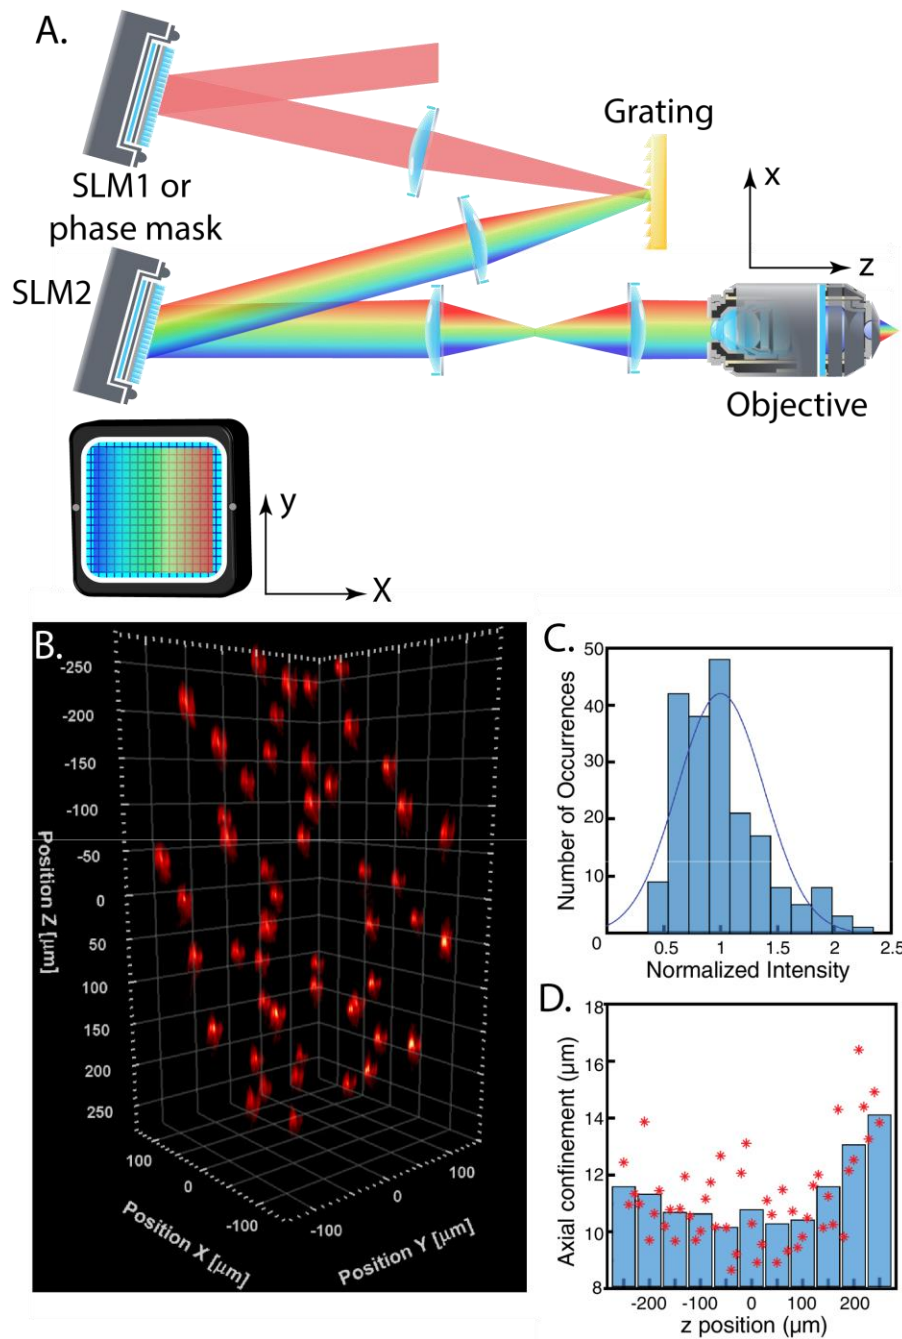 A.
Grating
SLM1 or
phase mask
x
z
SLM2
Objective
y
X
B.
-250
-200
-150
-100
-50
0
50
100
150
200
250
Position Z [µm]
100
0
-100
Position X [µm]
-100
0
100
Position Y [µm]
C.
50
40
30
20
10
0
Number of Occurrences
0.5
1
1.5
2
2.5
Normalized Intensity
D.
18
16
14
12
10
8
Axial confinement (µm)
-200
-100
0
100
200
z position (µm)